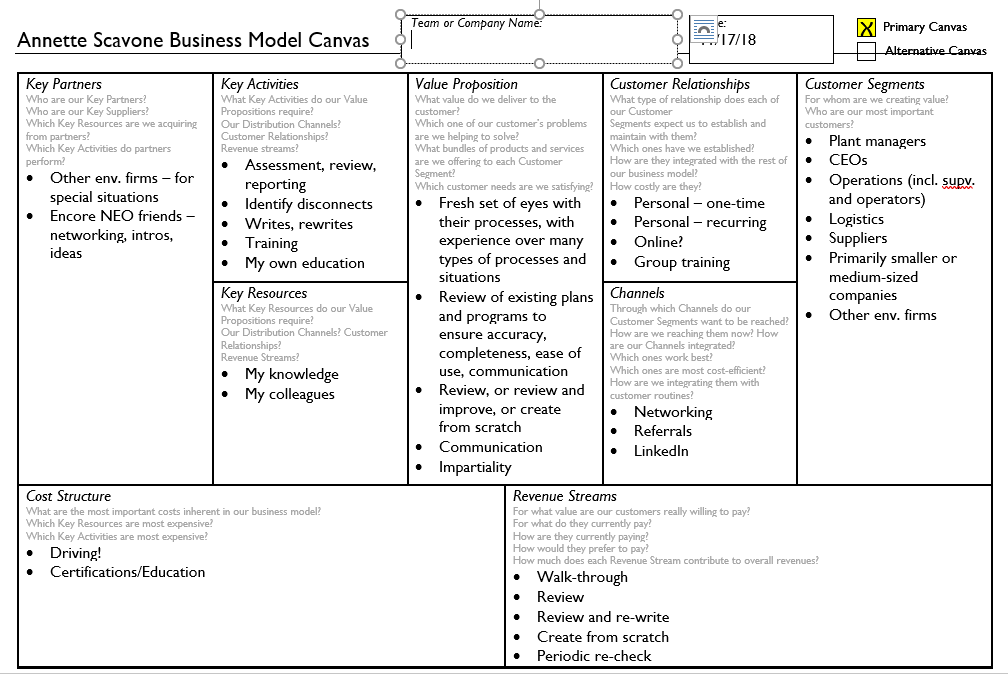 Annette Scavone Business Model Canvas
Team or Company Name:
e:
/17/18
X Primary Canvas
Alternative Canvas
Key Partners
Who are our Key Partners?
Who are our Key Suppliers?
Which Key Resources are we acquiring
from partners?
Which Key Activities do partners
perform?
• Other env. firms – for
special situations
• Encore NEO friends –
networking, intros,
ideas
Key Activities
What Key Activities do our Value
Propositions require?
Our Distribution Channels?
Customer Relationships?
Revenue streams?
• Assessment, review,
reporting
• Identify disconnects
• Writes, rewrites
• Training
• My own education
Key Resources
What Key Resources do our Value
Propositions require?
Our Distribution Channels? Customer
Relationships?
Revenue Streams?
• My knowledge
• My colleagues
Value Proposition
What value do we deliver to the
customer?
Which one of our customer's problems
are we helping to solve?
What bundles of products and services
are we offering to each Customer
Segment?
Which customer needs are we satisfying?
• Fresh set of eyes with
their processes, with
experience over many
types of processes and
situations
• Review of existing plans
and programs to
ensure accuracy,
completeness, ease of
use, communication
• Review, or review and
improve, or create
from scratch
• Communication
• Impartiality
Customer Relationships
What type of relationship does each of
our Customer
Segments expect us to establish and
maintain with them?
Which ones have we established?
How are they integrated with the rest of
our business model?
How costly are they?
• Personal – one-time
• Personal – recurring
• Online?
• Group training
Channels
Through which Channels do our
Customer Segments want to be reached?
How are we reaching them now? How
are our Channels integrated?
Which ones work best?
Which ones are most cost-efficient?
How are we integrating them with
customer routines?
• Networking
• Referrals
• LinkedIn
Customer Segments
For whom are we creating value?
Who are our most important
customers?
• Plant managers
• CEOs
• Operations (incl. supv.
and operators)
• Logistics
• Suppliers
• Primarily smaller or
medium-sized
companies
• Other env. firms
Cost Structure
What are the most important costs inherent in our business model?
Which Key Resources are most expensive?
Which Key Activities are most expensive?
• Driving!
• Certifications/Education
Revenue Streams
For what value are our customers really willing to pay?
For what do they currently pay?
How are they currently paying?
How would they prefer to pay?
How much does each Revenue Stream contribute to overall revenues?
• Walk-through
• Review
• Review and re-write
• Create from scratch
• Periodic re-check